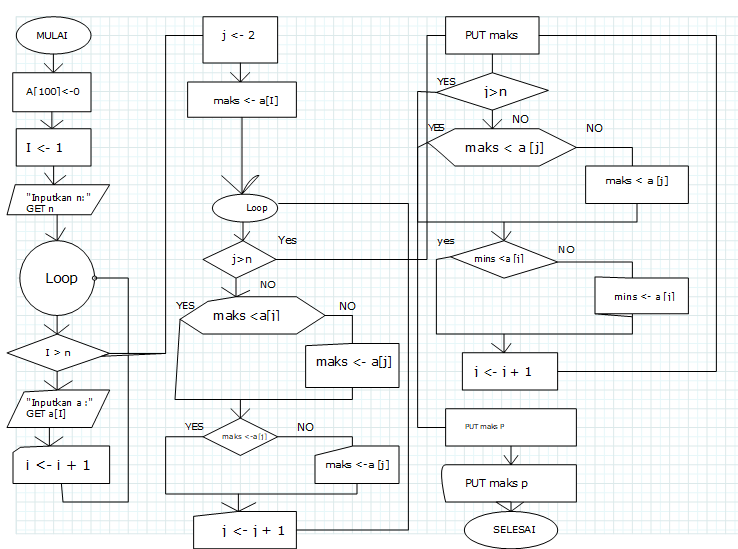 MULAI
A[100]<-0
I <- 1
"Inputkan n:"
GET n
Loop
I > n
"Inputkan a :"
GET a[I]
i <- i + 1
j <- 2
maks <- a[I]
Loop
j>n
Yes
NO
YES
maks <a[j]
NO
maks <- a[j]
YES
maks <-a[j]
NO
maks <-a [j]
j <- j + 1
PUT maks
YES
j>n
NO
YES
maks < a [j]
NO
maks < a [j]
yes
mins <a [j]
NO
mins <- a [j]
j <- j + 1
PUT maks P
PUT maks p
SELESAI